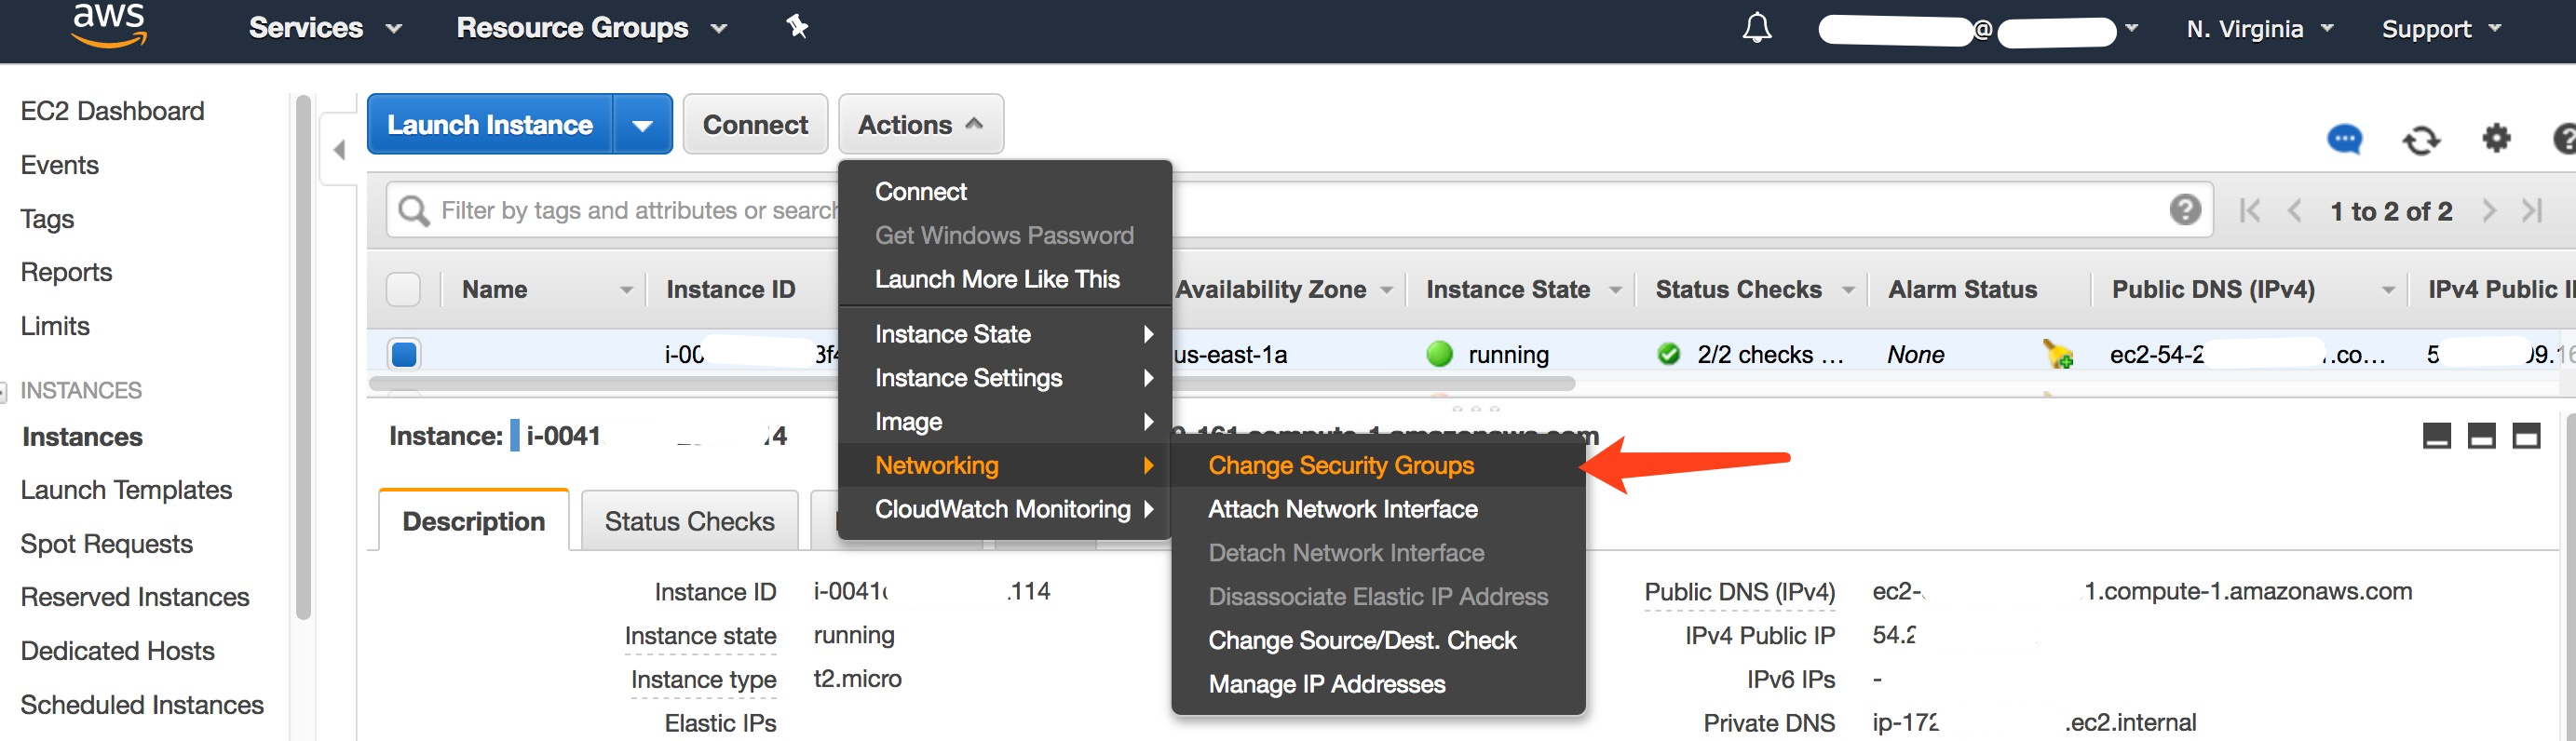 aws Services Resource Groups @ N. Virginia Support
EC2 Dashboard
Events
Tags
Reports
Limits
INSTANCES
Instances
Launch Templates
Spot Requests
Reserved Instances
Dedicated Hosts
Scheduled Instances
Launch Instance Connect Actions
Filter by tags and attributes or search
1 to 2 of 2
Name Instance ID Availability Zone Instance State Status Checks Alarm Status Public DNS (IPv4) IPv4 Public
i-00 3f4 us-east-1a running 2/2 checks ... None ec2-54-2 .co...
Connect
Get Windows Password
Launch More Like This
Instance State
Instance Settings
Image
Networking
CloudWatch Monitoring
Change Security Groups
Attach Network Interface
Detach Network Interface
Disassociate Elastic IP Address
Change Source/Dest. Check
Manage IP Addresses
Instance: i-0041 4 161.compute-1.amazonaws.com
Description Status Checks
Instance ID i-0041 114
Instance state running
Instance type t2.micro
Elastic IPs
Public DNS (IPv4) ec2- 1.compute-1.amazonaws.com
IPv4 Public IP 54.2
IPv6 IPs -
Private DNS ip-172 .ec2.internal